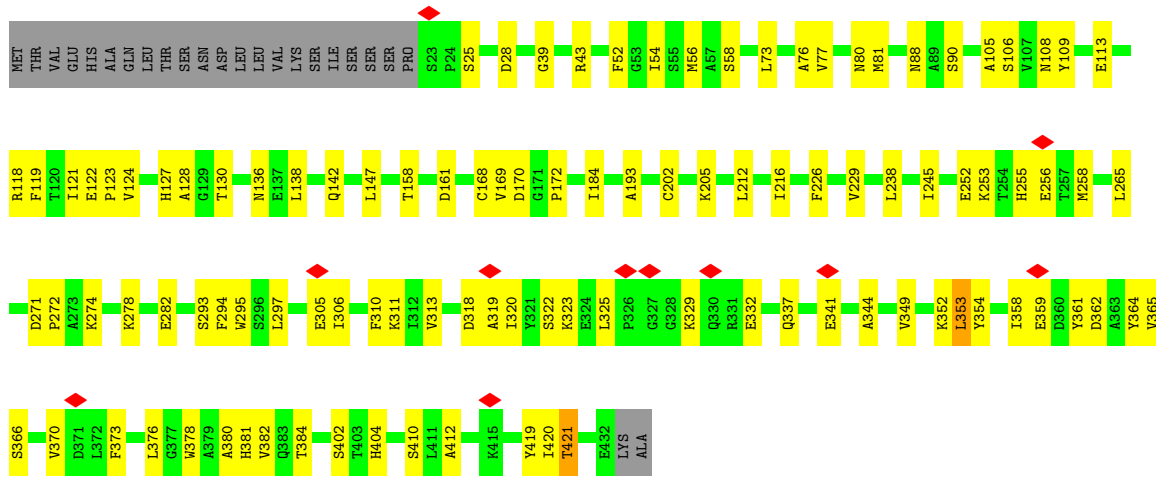 MET THR VAL GLU HIS ALA GLN LEU THR SER ASN ASP LEU LEU VAL LYS SER ILE SER SER SER PRO S23 P24 S25 D28 G39 R43 F52 G53 I54 S55 M56 A57 S58 L73 A76 V77 N80 M81 N88 A89 S90 A105 S106 V107 N108 Y109 E113
R118 F119 T120 I121 E122 P123 V124 H127 A128 G129 T130 N136 E137 L138 Q142 L147 T158 D161 C168 V169 D170 G171 P172 I184 A193 C202 K205 L212 I216 F226 V229 L238 I245 E252 K253 T254 H255 E256 T257 M258 L265
D271 P272 A273 K274 K278 E282 S293 F294 W295 S296 L297 E305 I306 F310 K311 I312 V313 D318 A319 I320 Y321 S322 K323 E324 L325 P326 G327 G328 K329 Q330 R331 E332 Q337 E341 A344 V349 K352 L353 Y354 I358 E359 D360 Y361 D362 A363 Y364 V365
S366 V370 D371 L372 F373 L376 G377 W378 A379 A380 H381 V382 Q383 T384 S402 T403 H404 S410 L411 A412 K415 Y419 I420 T421 E432 LYS ALA